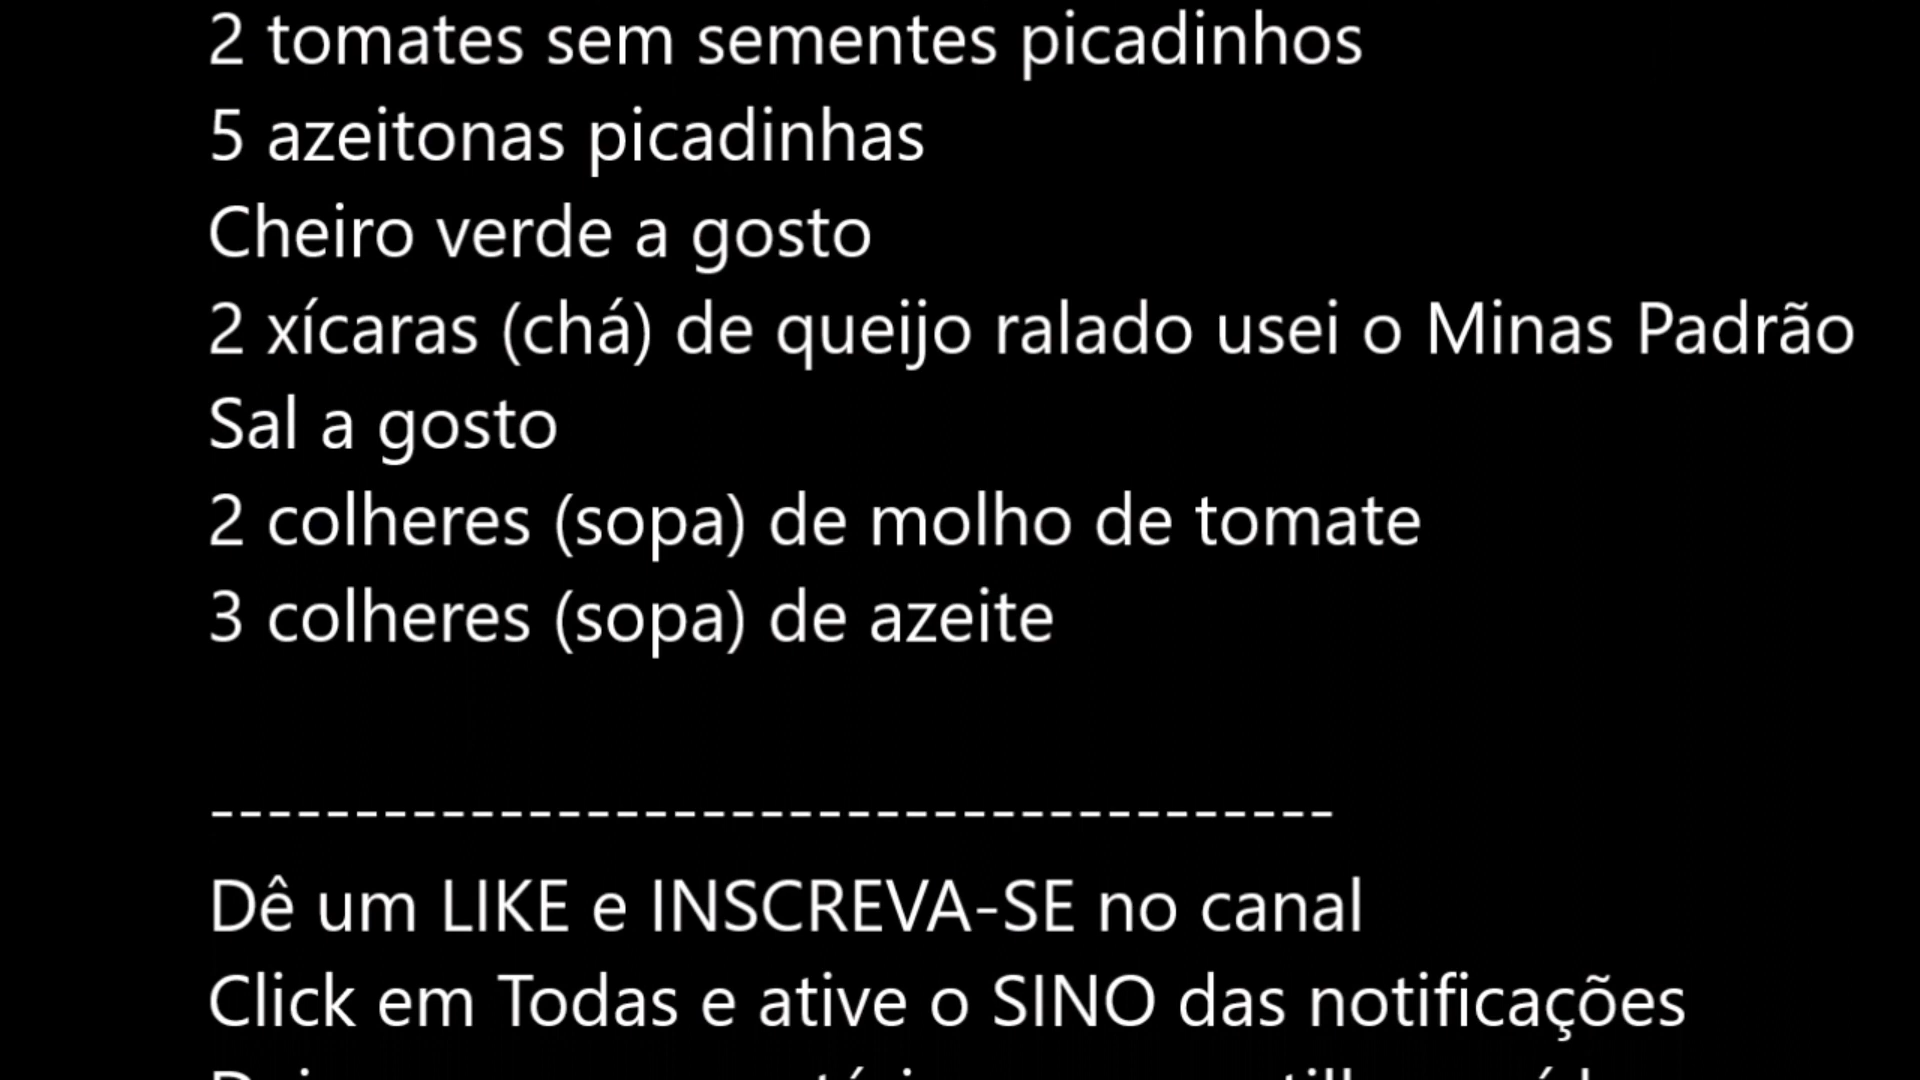 2 tomates sem sementes picadinhos
5 azeitonas picadinhas
Cheiro verde a gosto
2 xícaras (chá) de queijo ralado usei o Minas Padrão
Sal a gosto
2 colheres (sopa) de molho de tomate
3 colheres (sopa) de azeite
---------------------------------------
Dê um LIKE e INSCREVA-SE no canal
Click em Todas e ative o SINO das notificações